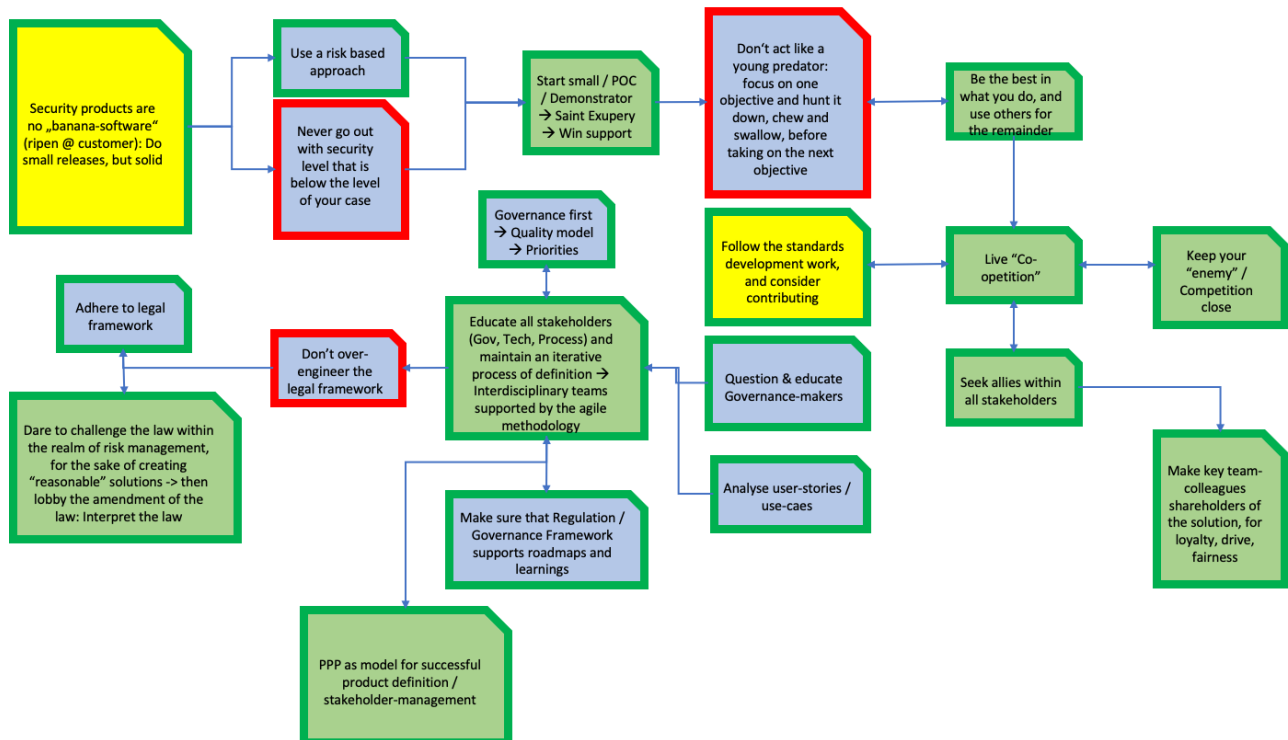 Security products are
no „banana-software“
(ripen @ customer): Do
small releases, but solid
Use a risk based
approach
Never go out
with security
level that is
below the level
of your case
Start small / POC
/ Demonstrator
→ Saint Exupery
→ Win support
Don‘t act like a
young predator:
focus on one
objective and hunt it
down, chew and
swallow, before
taking on the next
objective
Be the best in
what you do, and
use others for
the remainder
Governance first
→ Quality model
→ Priorities
Follow the standards
development work,
and consider
contributing
Live “Co-
opetition”
Keep your
“enemy” /
Competition
close
Adhere to legal
framework
Don’t over-
engineer the
legal framework
Educate all stakeholders
(Gov, Tech, Process) and
maintain an iterative
process of definition →
Interdisciplinary teams
supported by the agile
methodology
Question & educate
Governance-makers
Seek allies within
all stakeholders
Dare to challenge the law within
the realm of risk management,
for the sake of creating
“reasonable” solutions -> then
lobby the amendment of the
law: Interpret the law
Make sure that Regulation /
Governance Framework
supports roadmaps and
learnings
Analyse user-stories /
use-caes
Make key team-
colleagues
shareholders of
the solution, for
loyalty, drive,
fairness
PPP as model for successful
product definition /
stakeholder-management